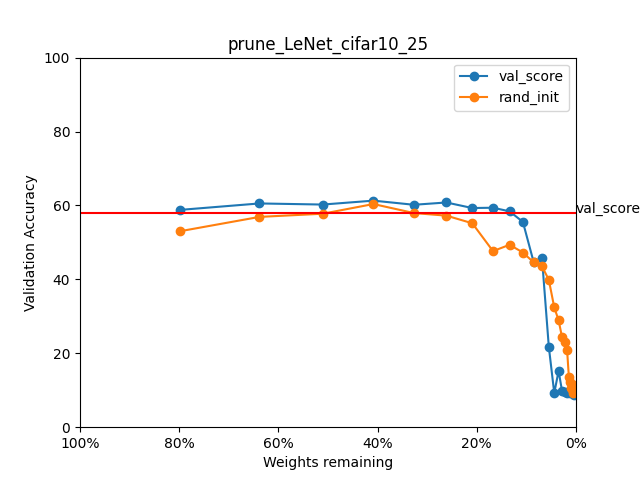 prune_LeNet_cifar10_25
100
80
60
40
20
0
Validation Accuracy
val_score
rand_init
val_score
100%
80%
60%
40%
20%
0%
Weights remaining